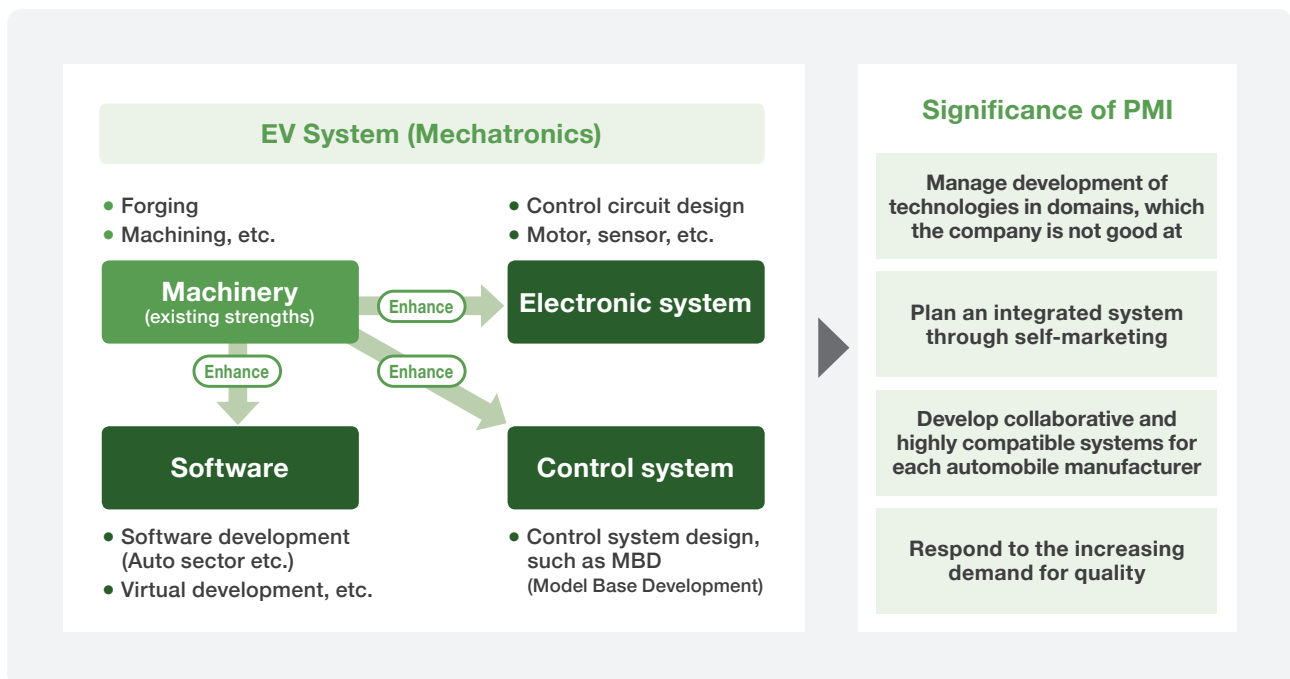 EV System (Mechatronics)
• Forging
• Machining, etc.
Machinery
(existing strengths)
Enhance
• Control circuit design
• Motor, sensor, etc.
Electronic system
Enhance
Enhance
Software
• Software development
(Auto sector etc.)
• Virtual development, etc.
Control system
• Control system design,
such as MBD
(Model Base Development)
Significance of PMI
Manage development of
technologies in domains, which
the company is not good at
Plan an integrated system
through self-marketing
Develop collaborative and
highly compatible systems for
each automobile manufacturer
Respond to the increasing
demand for quality